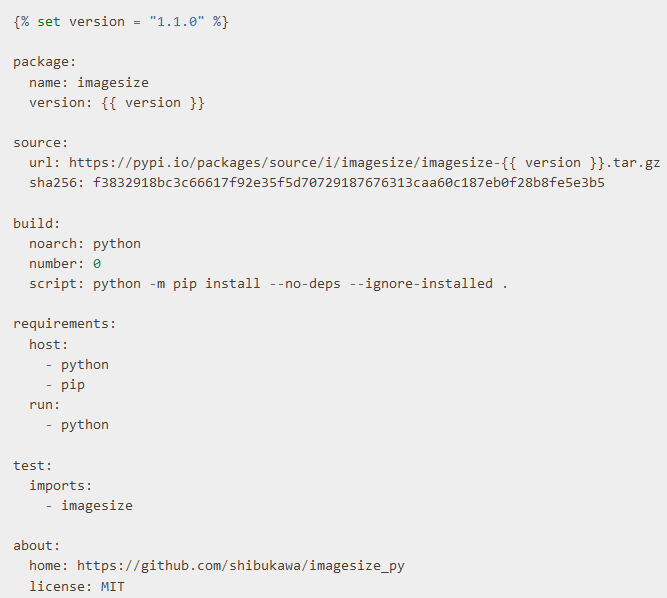 {% set version = "1.1.0" %}

package:
  name: imagesize
  version: {{ version }}

source:
  url: https://pypi.io/packages/source/i/imagesize/imagesize-{{ version }}.tar.gz
  sha256: f3832918bc3c66617f92e35f5d70729187676313caa60c187eb0f28b8fe5e3b5

build:
  noarch: python
  number: 0
  script: python -m pip install --no-deps --ignore-installed .

requirements:
  host:
    - python
    - pip
  run:
    - python

test:
  imports:
    - imagesize

about:
  home: https://github.com/shibukawa/imagesize_py
  license: MIT